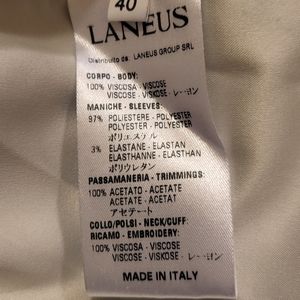 40
LANEUS
Distribuito da: LANEUS GROUP SRL
CORPO - BODY:
100% VISCOSA - VISCOSE
VISCOSE - VISKOSE - レーヨン
MANICHE - SLEEVES:
97% POLIESTERE - POLYESTER
POLYESTER - POLYESTER
ポリエステル
3% ELASTANE - ELASTAN
ELASTHANNE - ELASTHAN
ポリウレタン
PASSAMANERIA - TRIMMINGS:
100% ACETATO - ACETATE
ACETATE - ACETAT
アセテート
COLLO/POLSI - NECK/CUFF:
RICAMO - EMBROIDERY:
100% VISCOSA - VISCOSE
VISCOSE - VISKOSE - レーヨン
MADE IN ITALY